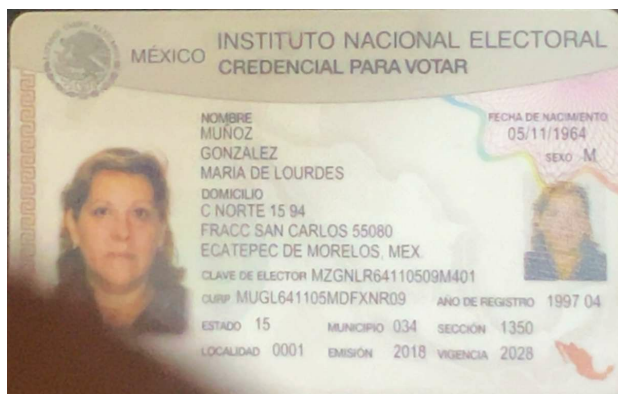 MÉXICO
INSTITUTO NACIONAL ELECTORAL
CREDENCIAL PARA VOTAR
NOMBRE
MUÑOZ
GONZALEZ
MARIA DE LOURDES
FECHA DE NACIMIENTO
05/11/1964
SEXO M
DOMICILIO
C NORTE 15 94
FRACC SAN CARLOS 55080
ECATEPEC DE MORELOS, MEX.
CLAVE DE ELECTOR MZGNLR64110509M401
CURP MUGL641105MDFXNR09 AÑO DE REGISTRO 1997 04
ESTADO 15 MUNICIPIO 034 SECCIÓN 1350
LOCALIDAD 0001 EMISIÓN 2018 VIGENCIA 2028